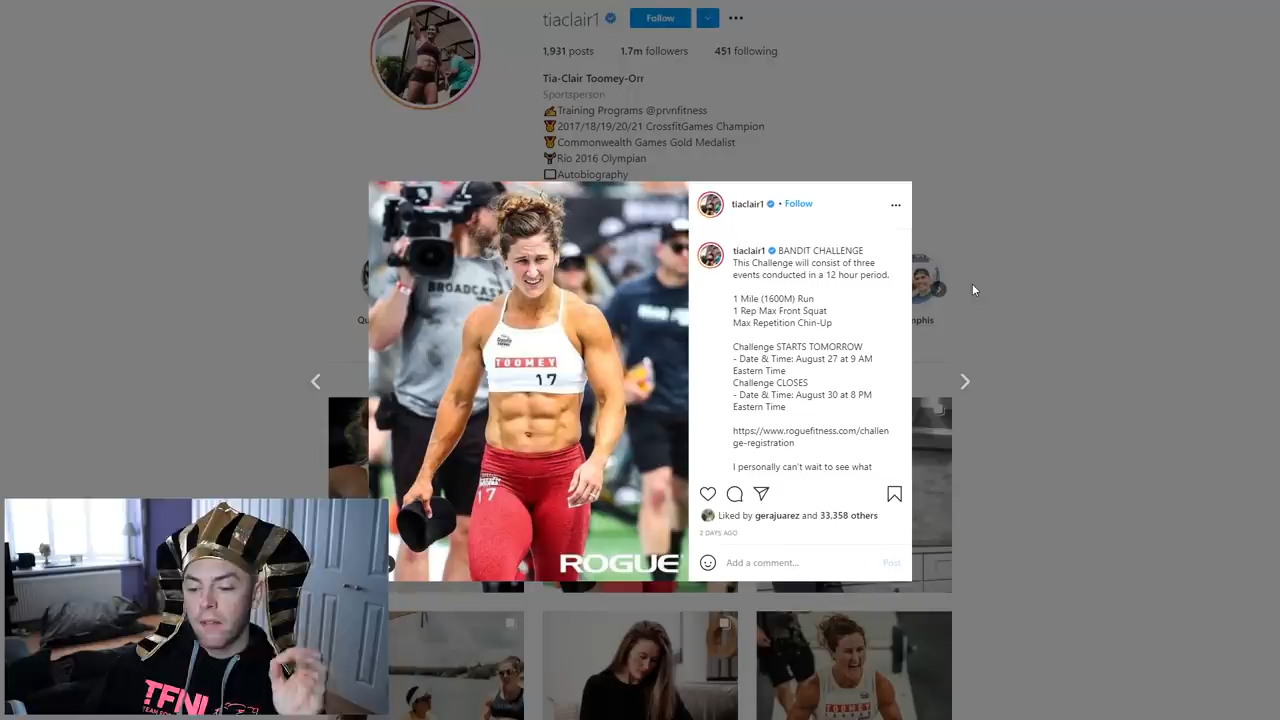 tiaclair1
Follow
1,931 posts 1.7m followers 451 following
Tia-Clair Toomey-Orr
Sportsperson
Training Programs @prvnfitness
2017/18/19/20/21 CrossfitGames Champion
Commonwealth Games Gold Medalist
Rio 2016 Olympian
Autobiography
BROADCAS
TOOMEY
17
17
ROGUE
tiaclair1 • Follow
tiaclair1 BANDIT CHALLENGE
This Challenge will consist of three
events conducted in a 12 hour period.
1 Mile (1600M) Run
1 Rep Max Front Squat
Max Repetition Chin-Up
Challenge STARTS TOMORROW
- Date & Time: August 27 at 9 AM
Eastern Time
Challenge CLOSES
- Date & Time: August 30 at 8 PM
Eastern Time
https://www.roguefitness.com/challen
ge-registration
I personally can't wait to see what
Liked by gerajuarez and 33,358 others
2 DAYS AGO
Add a comment... Post
Qu
nphis
TOOMEY
TFNL